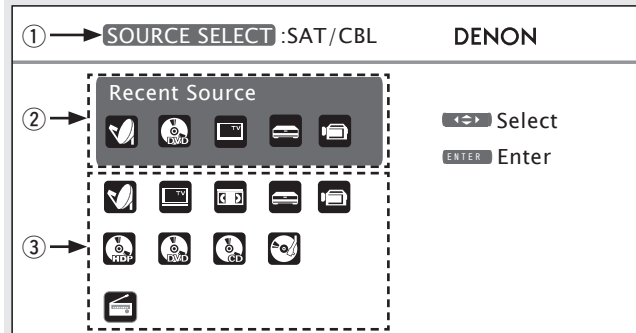 ① SOURCE SELECT :SAT/CBL DENON
② Recent Source
DVD TV
Select
ENTER Enter
③ TV
HDP DVD CD